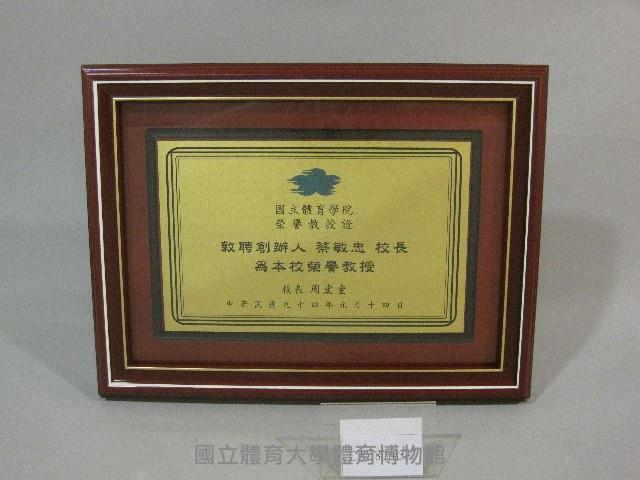 國立體育學院
榮譽教授證
敦聘創辦人 蔡敏忠 校長
為本校榮譽教授
校長 周宏室
中華民國九十四年元月十四日
國立體育大學體育博物館